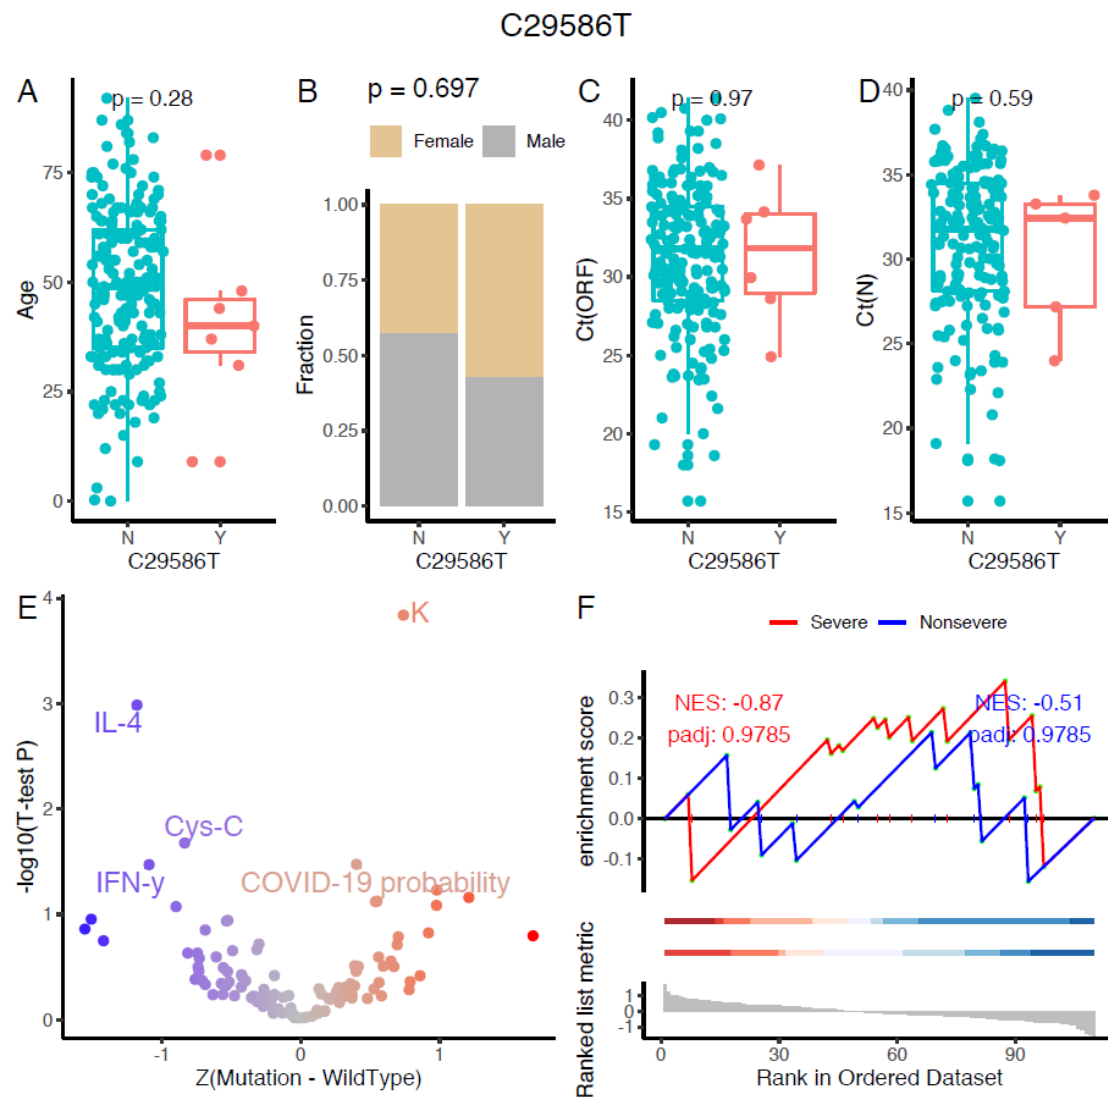 C29586T
A
p = 0.28
Age
75
50
25
0
N
Y
C29586T
B
p = 0.697
Female
Male
Fraction
1.00
0.75
0.50
0.25
0.00
N
Y
C29586T
C
p = 0.97
Ct(ORF)
40
35
30
25
20
15
N
Y
C29586T
D
p = 0.59
Ct(N)
40
35
30
25
20
15
N
Y
C29586T
E
-log10(T-test P)
4
3
2
1
0
K
IL-4
Cys-C
IFN-y
COVID-19 probability
-1
0
1
Z(Mutation - WildType)
F
Severe
Nonsevere
enrichment score
0.3
0.2
0.1
0.0
-0.1
NES: -0.87
padj: 0.9785
NES: -0.51
padj: 0.9785
Ranked list metric
1
0
-1
0
30
60
90
Rank in Ordered Dataset